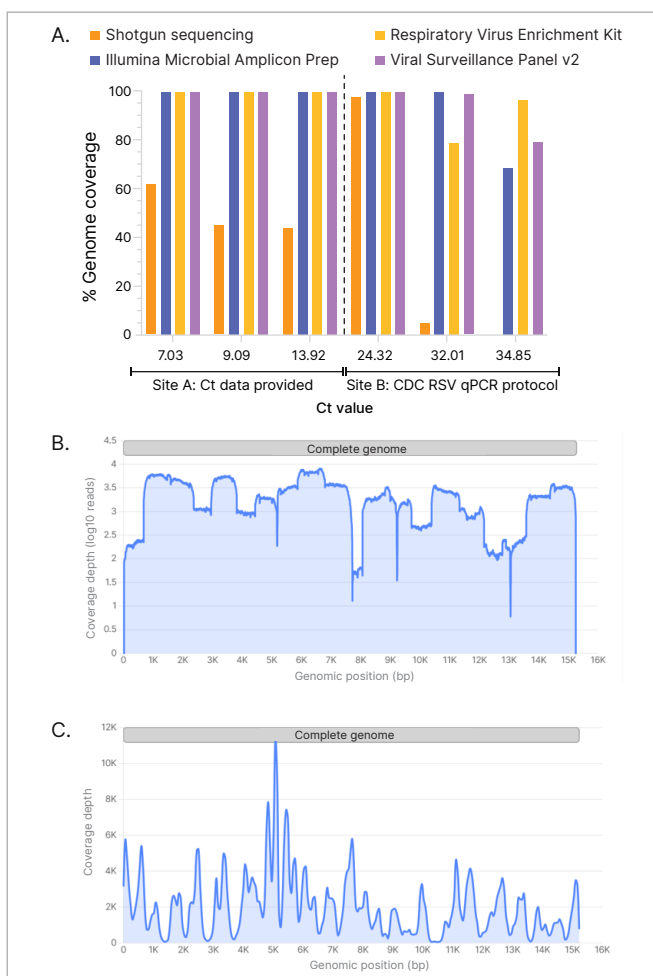 A.
Shotgun sequencing
Respiratory Virus Enrichment Kit
Illumina Microbial Amplicon Prep
Viral Surveillance Panel v2
% Genome coverage
100
80
60
40
20
0
7.03 9.09 13.92 24.32 32.01 34.85
Site A: Ct data provided Site B: CDC RSV qPCR protocol
Ct value
B.
Complete genome
Coverage depth (log10 reads)
4.5
4
3.5
3
2.5
2
1.5
1
0.5
0
0 1K 2K 3K 4K 5K 6K 7K 8K 9K 10K 11K 12K 13K 14K 15K 16K
Genomic position (bp)
C.
Complete genome
Coverage depth
12K
10K
8K
6K
4K
2K
0
0 1K 2K 3K 4K 5K 6K 7K 8K 9K 10K 11K 12K 13K 14K 15K 16K
Genomic position (bp)